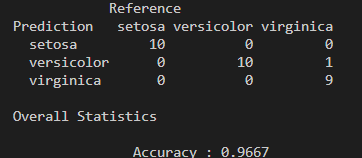 Reference
Prediction setosa versicolor virginica
setosa 10 0 0
versicolor 0 10 1
virginica 0 0 9
Overall Statistics
Accuracy : 0.9667